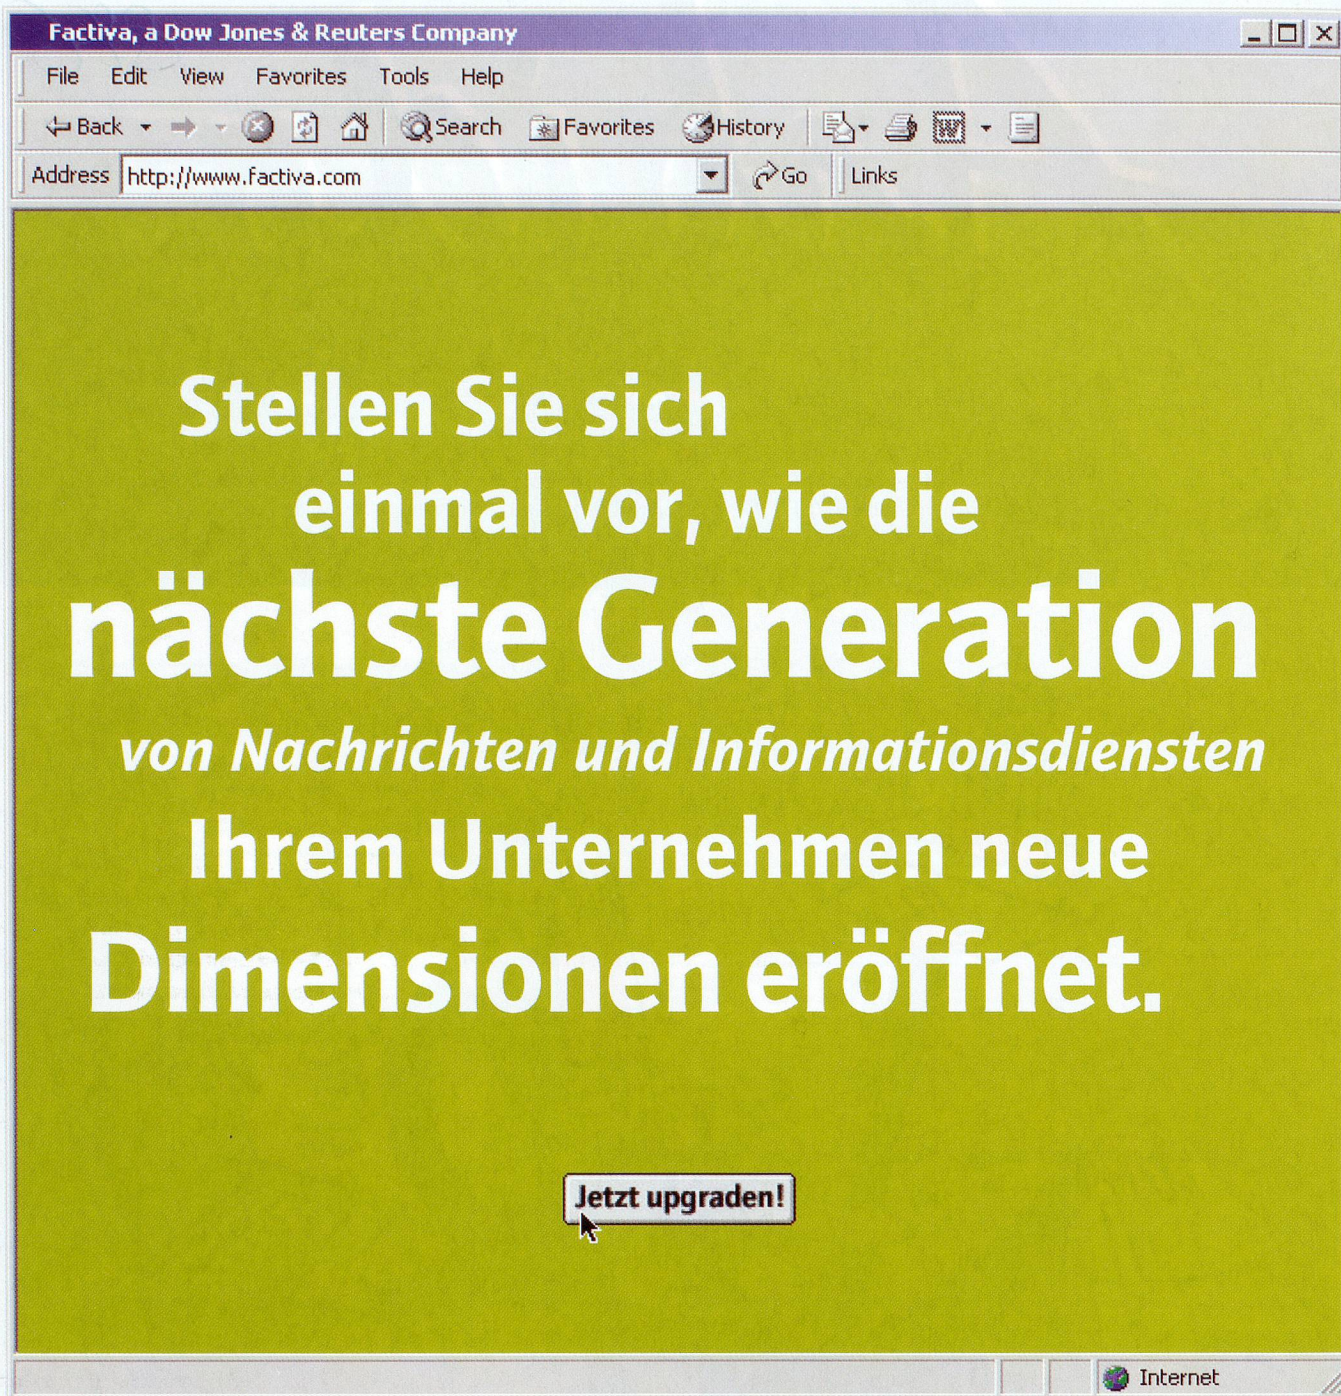 Factiva, a Dow Jones & Reuters Company
File Edit View Favorites Tools Help
Back Search Favorites History
Address http://www.factiva.com Go Links
Stellen Sie sich
einmal vor, wie die
nächste Generation
von Nachrichten und Informationsdiensten
Ihrem Unternehmen neue
Dimensionen eröffnet.
Jetzt upgraden!
Internet